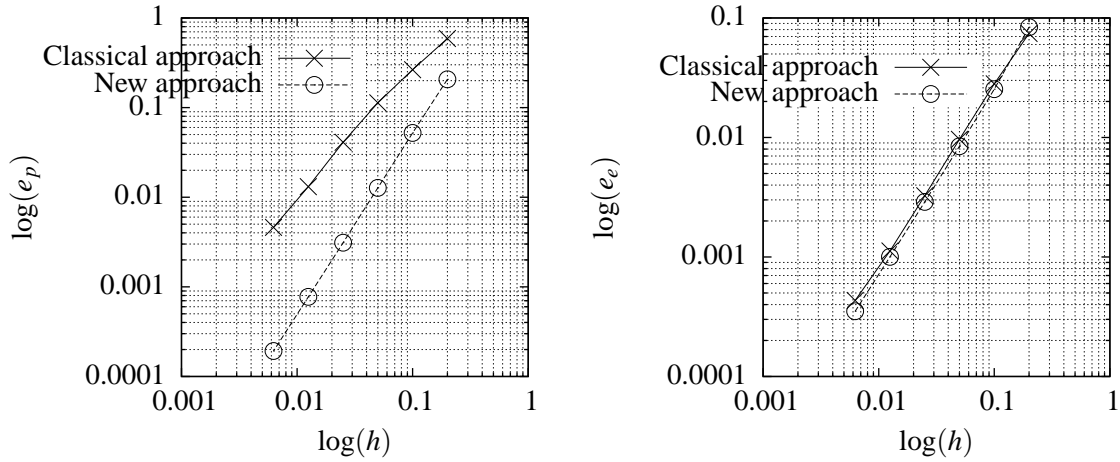 1
0.1
0.01
0.001
0.0001
log(e_p)
Classical approach
New approach
0.001 0.01 0.1 1
log(h)
0.1
0.01
0.001
0.0001
log(e_e)
Classical approach
New approach
0.001 0.01 0.1 1
log(h)